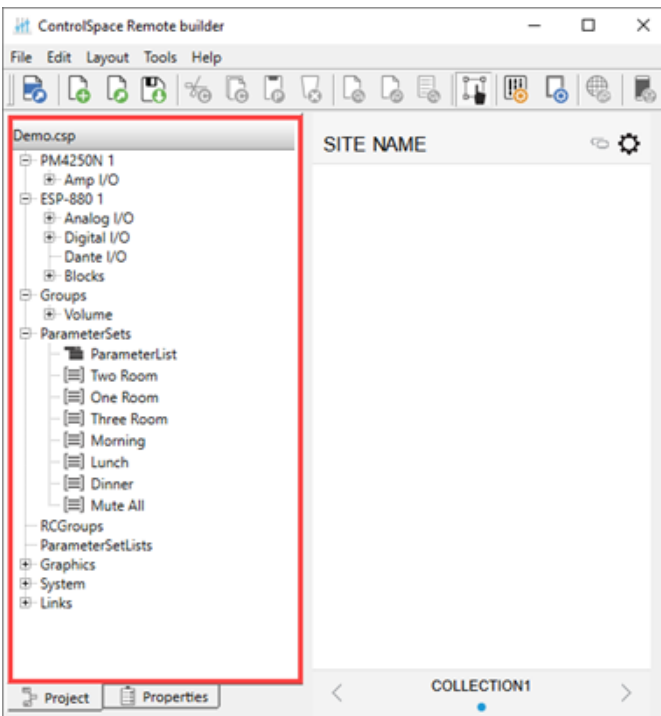 ControlSpace Remote builder
File Edit Layout Tools Help
Demo.csp
PM4250N 1
Amp I/O
ESP-880 1
Analog I/O
Digital I/O
Dante I/O
Blocks
Groups
Volume
ParameterSets
ParameterList
Two Room
One Room
Three Room
Morning
Lunch
Dinner
Mute All
RCGroups
ParameterSetLists
Graphics
System
Links
Project Properties
SITE NAME
COLLECTION1